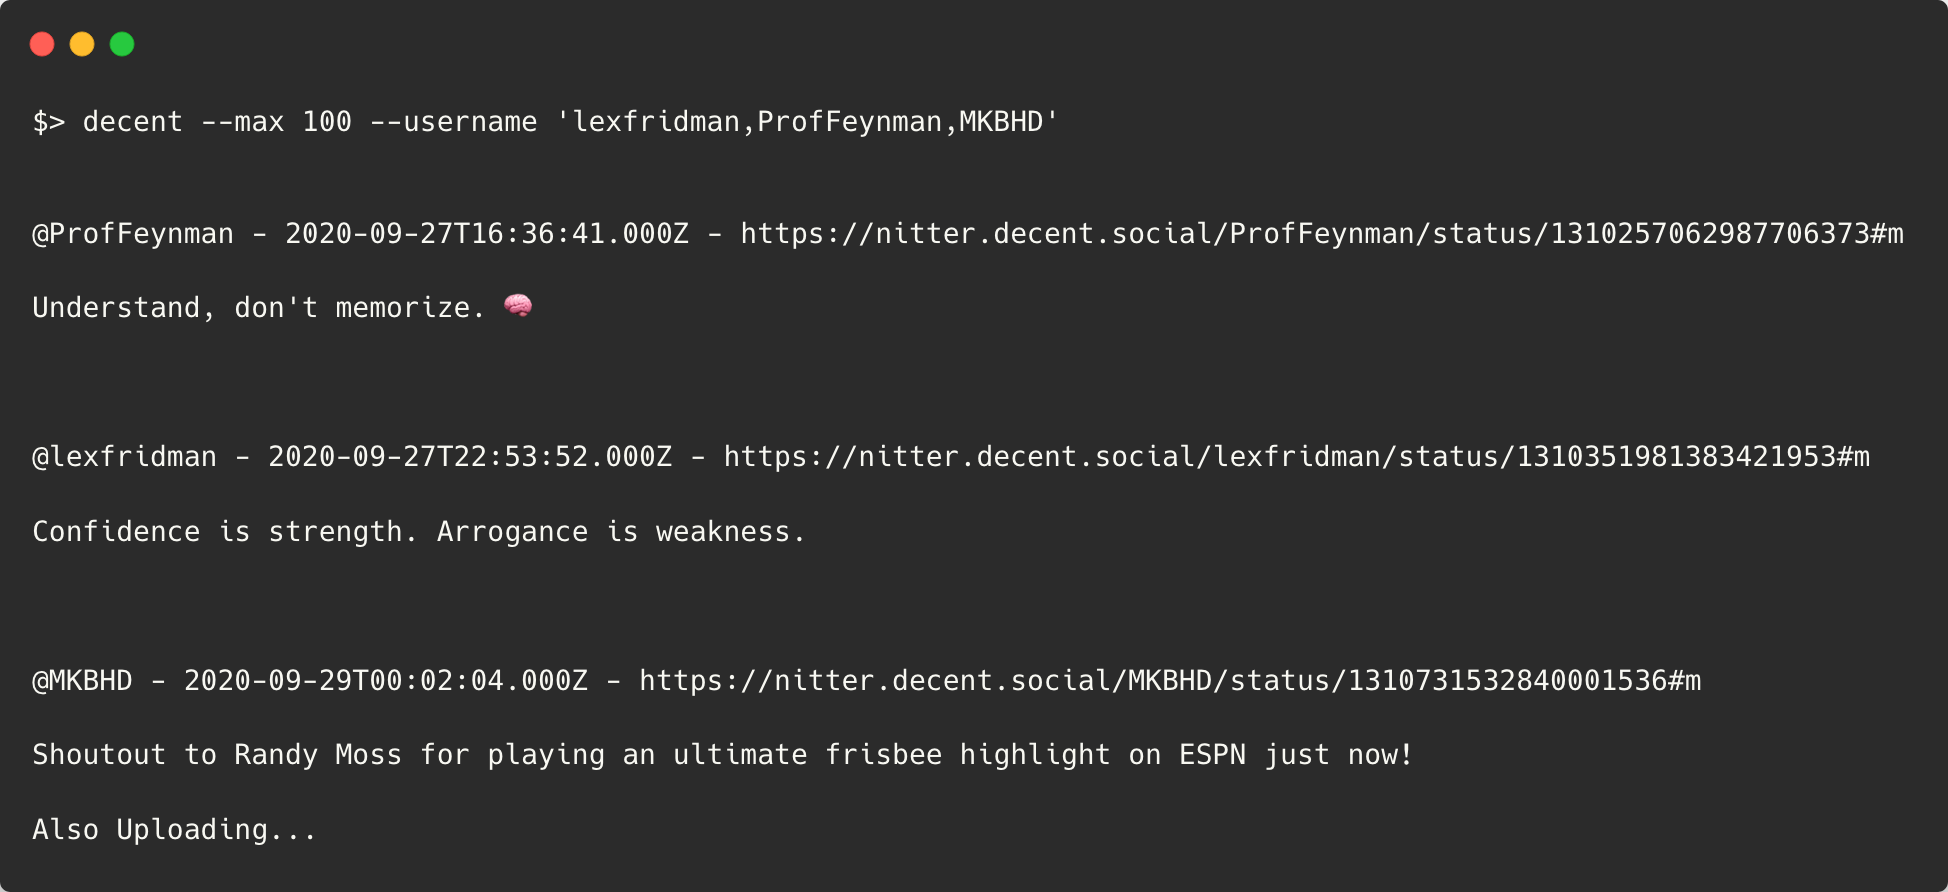 $> decent --max 100 --username 'lexfridman,ProfFeynman,MKBHD'
@ProfFeynman - 2020-09-27T16:36:41.000Z - https://nitter.decent.social/ProfFeynman/status/1310257062987706373#m
Understand, don't memorize. 🧠
@lexfridman - 2020-09-27T22:53:52.000Z - https://nitter.decent.social/lexfridman/status/1310351981383421953#m
Confidence is strength. Arrogance is weakness.
@MKBHD - 2020-09-29T00:02:04.000Z - https://nitter.decent.social/MKBHD/status/1310731532840001536#m
Shoutout to Randy Moss for playing an ultimate frisbee highlight on ESPN just now!
Also Uploading...